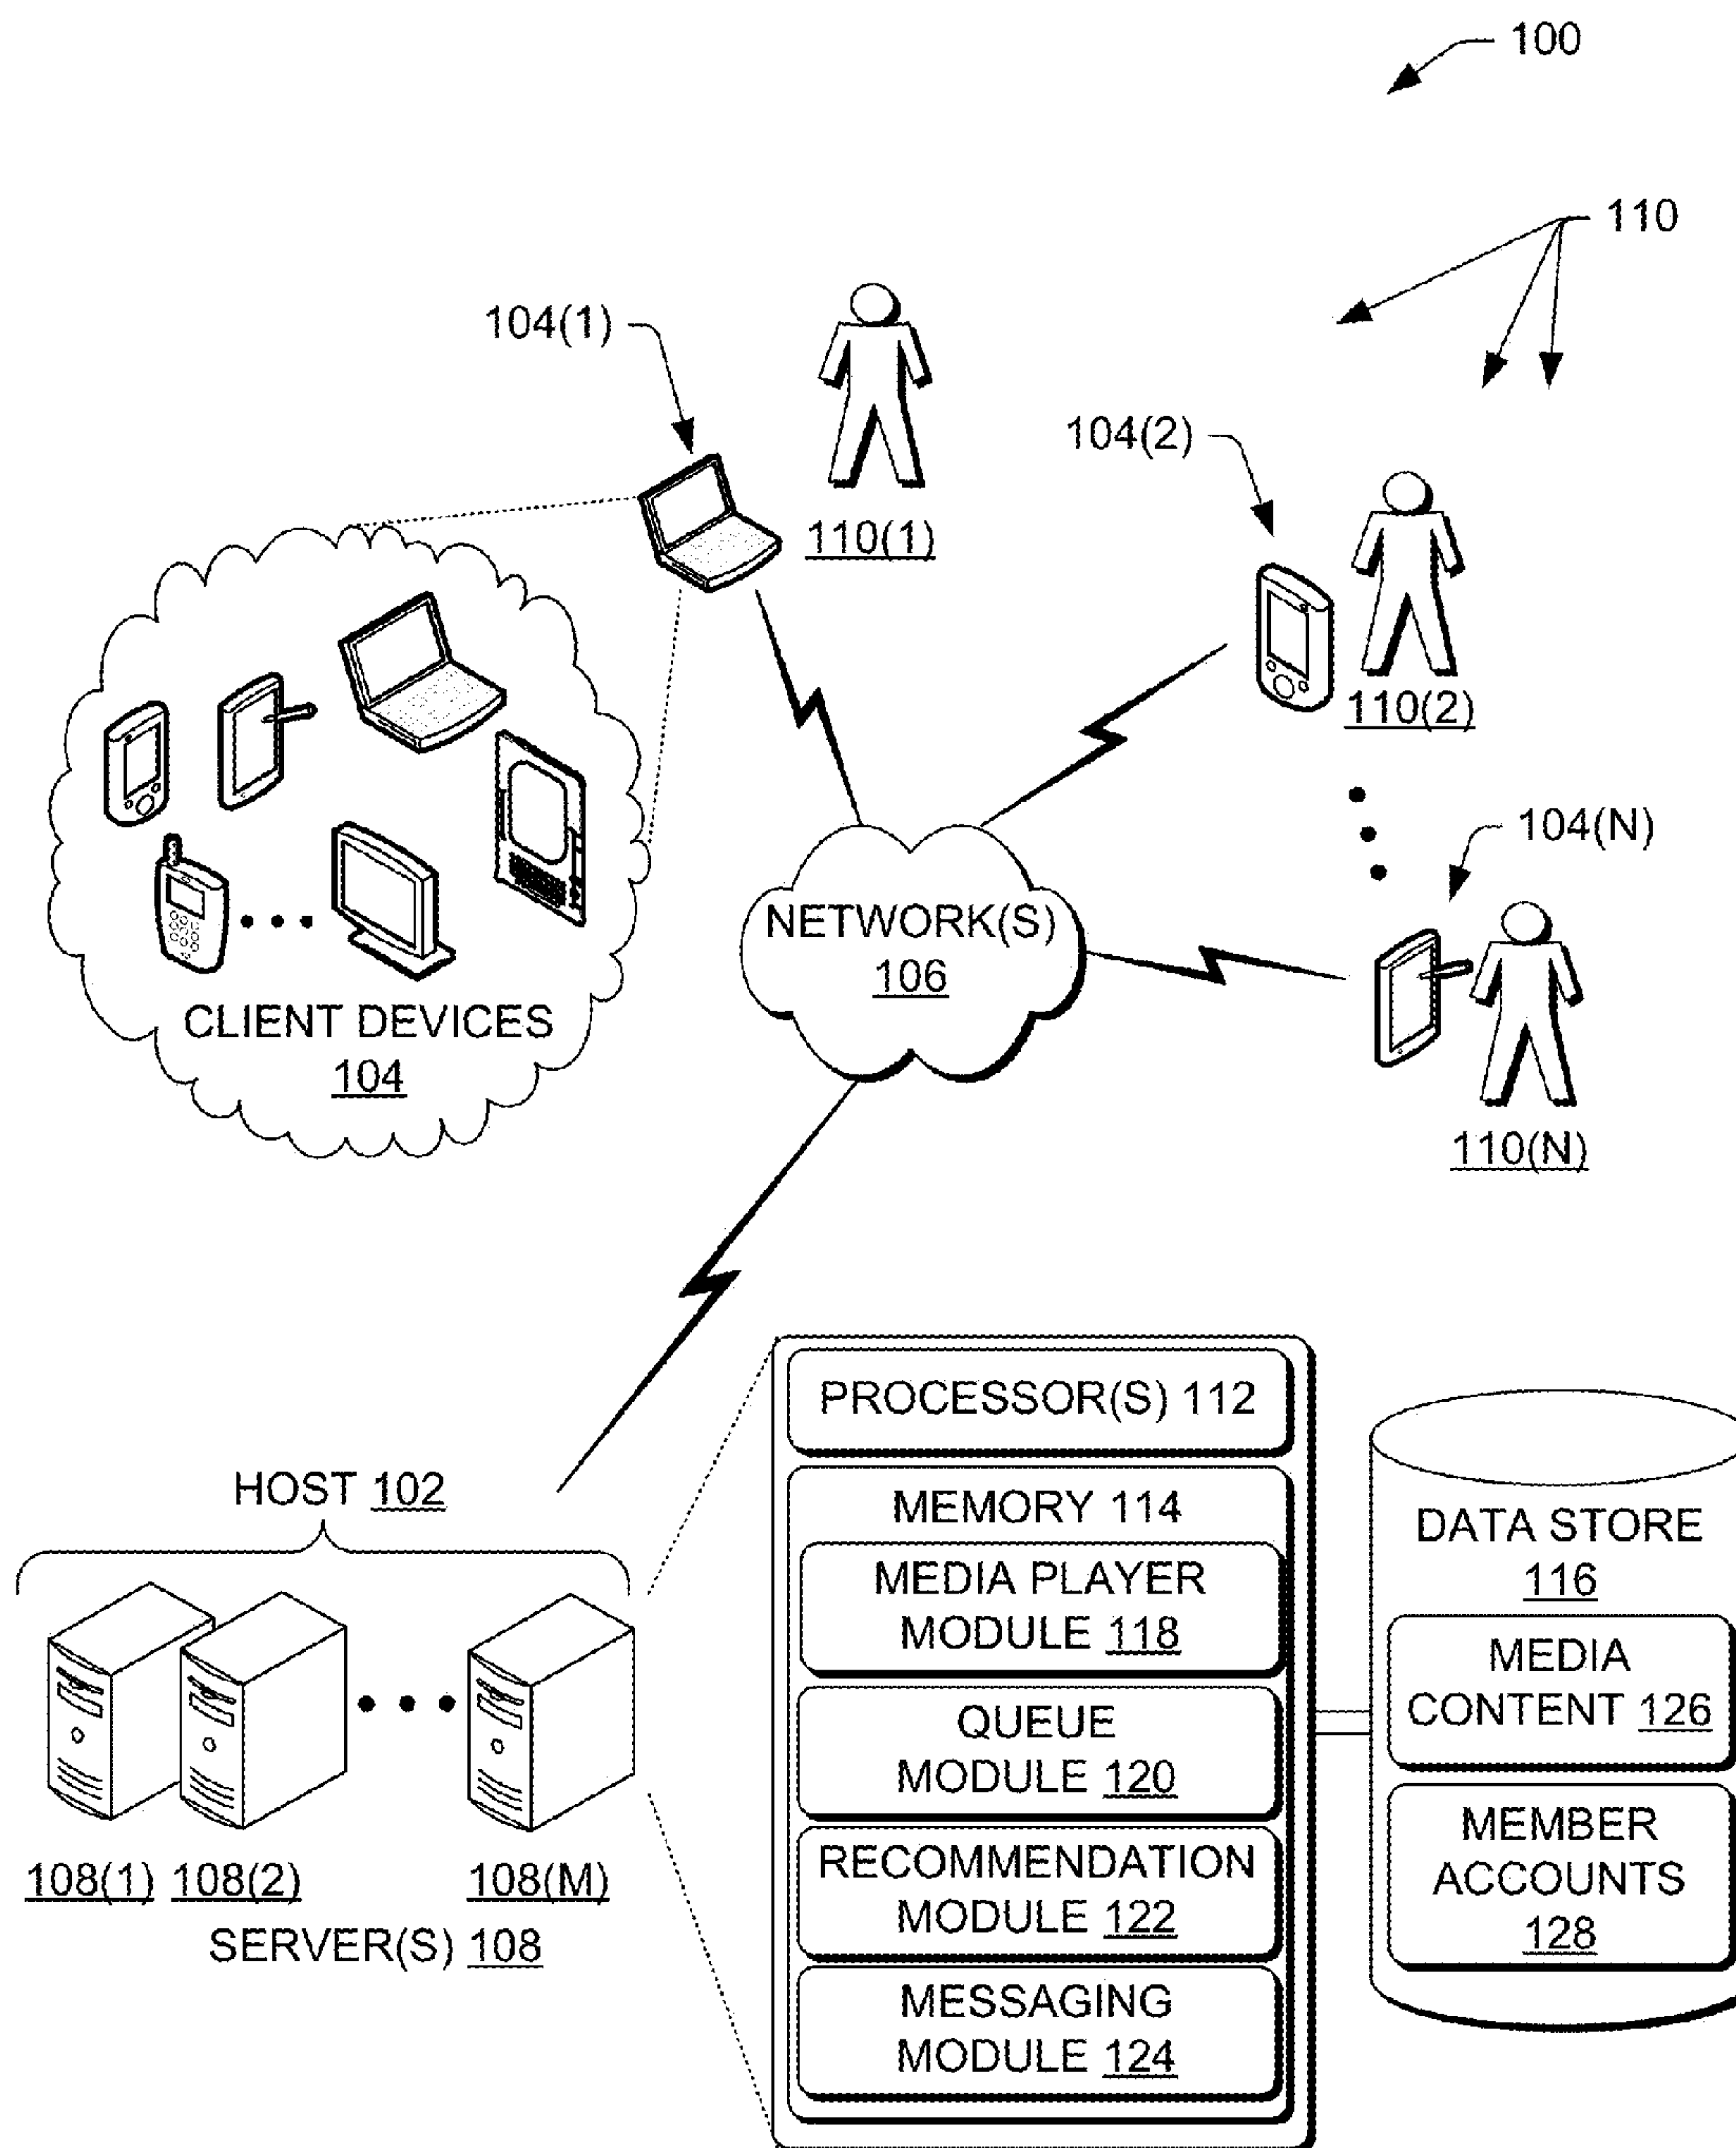 100
110
104(1)
110(1)
104(2)
110(2)
104(N)
110(N)
NETWORK(S)
106
CLIENT DEVICES
104
HOST 102
108(1) 108(2) 108(M)
SERVER(S) 108
PROCESSOR(S) 112
MEMORY 114
MEDIA PLAYER
MODULE 118
QUEUE
MODULE 120
RECOMMENDATION
MODULE 122
MESSAGING
MODULE 124
DATA STORE
116
MEDIA
CONTENT 126
MEMBER
ACCOUNTS
128